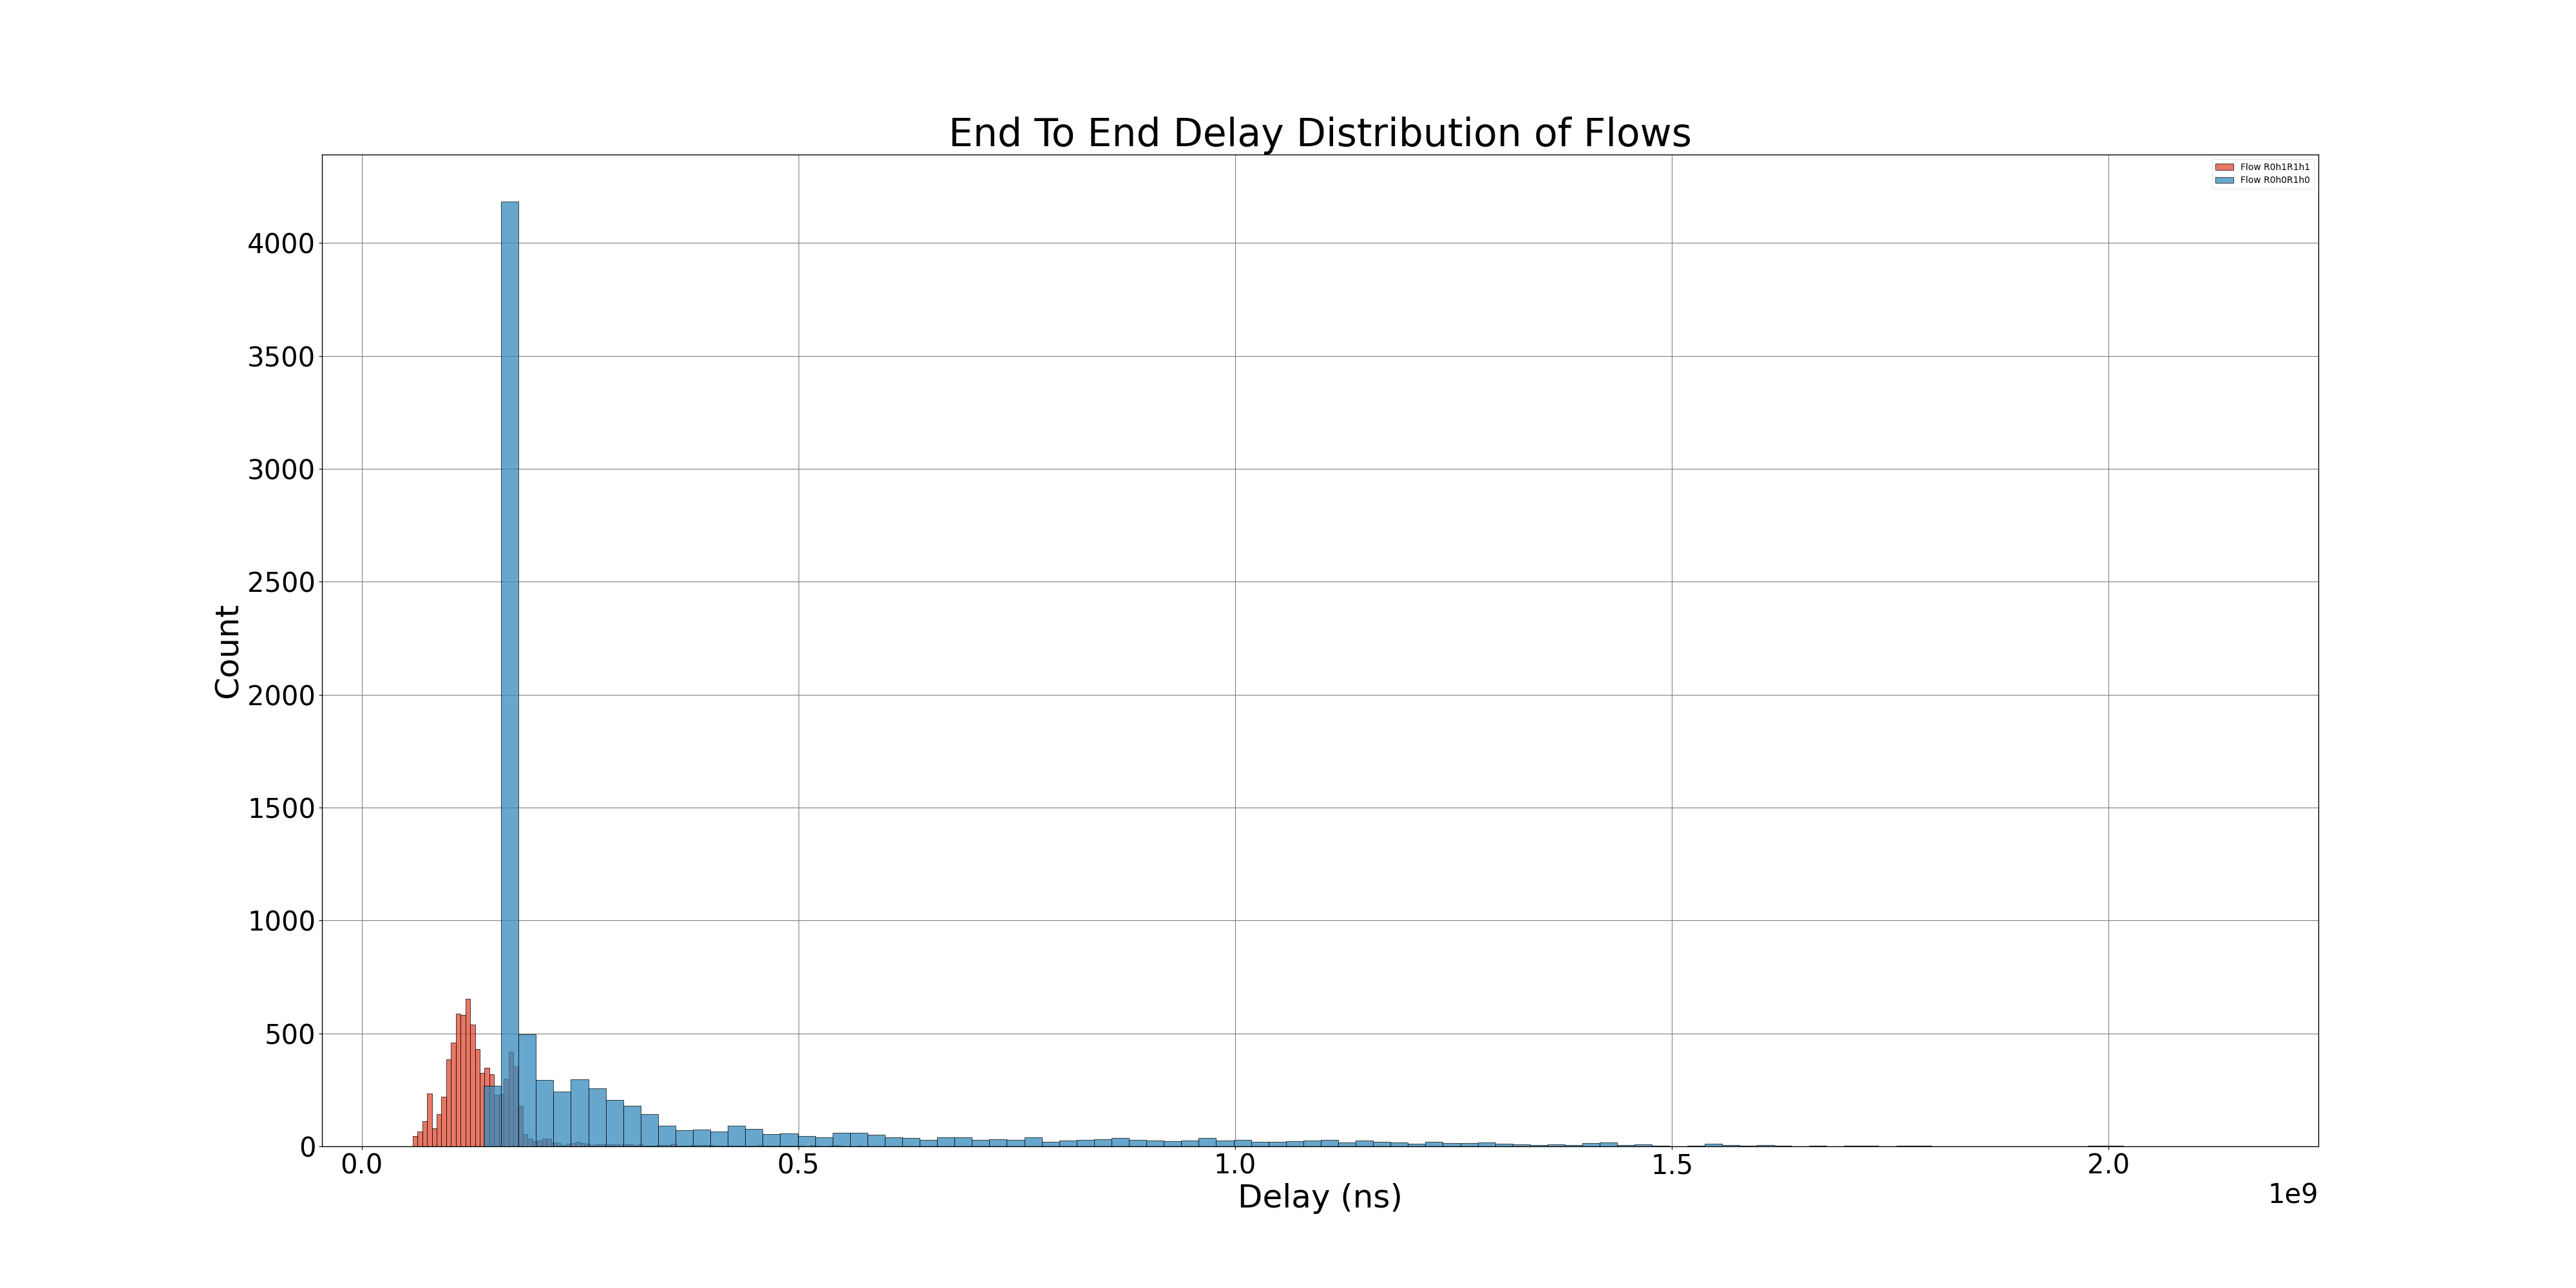 End To End Delay Distribution of Flows
Flow R0h1R1h1
Flow R0h0R1h0
4000
3500
3000
2500
2000
1500
1000
500
0
Count
0.0 0.5 1.0 1.5 2.0
Delay (ns)
1e9